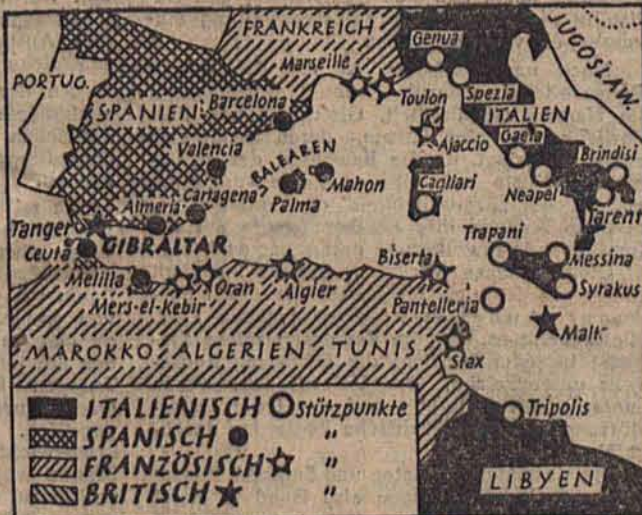 FRANKREICH
JUGOSLAW.
Genua
Marseille
PORTUG.
Toulon
Spezia
SPANIEN
Barcelona
ITALIEN
Ajaccio
Gaeta
Valencia
BALEAREN
Brindisi
Mahon
Cagliari
Neapel
Palma
Cartagena
Tarent
Almeria
Tanger
GIBRALTAR
Trapani
Ceuta
Messina
Biserta
Melilla
Oran
Algier
Syrakus
Mers-el-Kebir
Pantelleria
Malt
MAROKKO
ALGERIEN
TUNIS
Sfax
ITALIENISCH Stützpunkte
Tripolis
SPANISCH "
FRANZÖSISCH "
LIBYEN
BRITISCH "